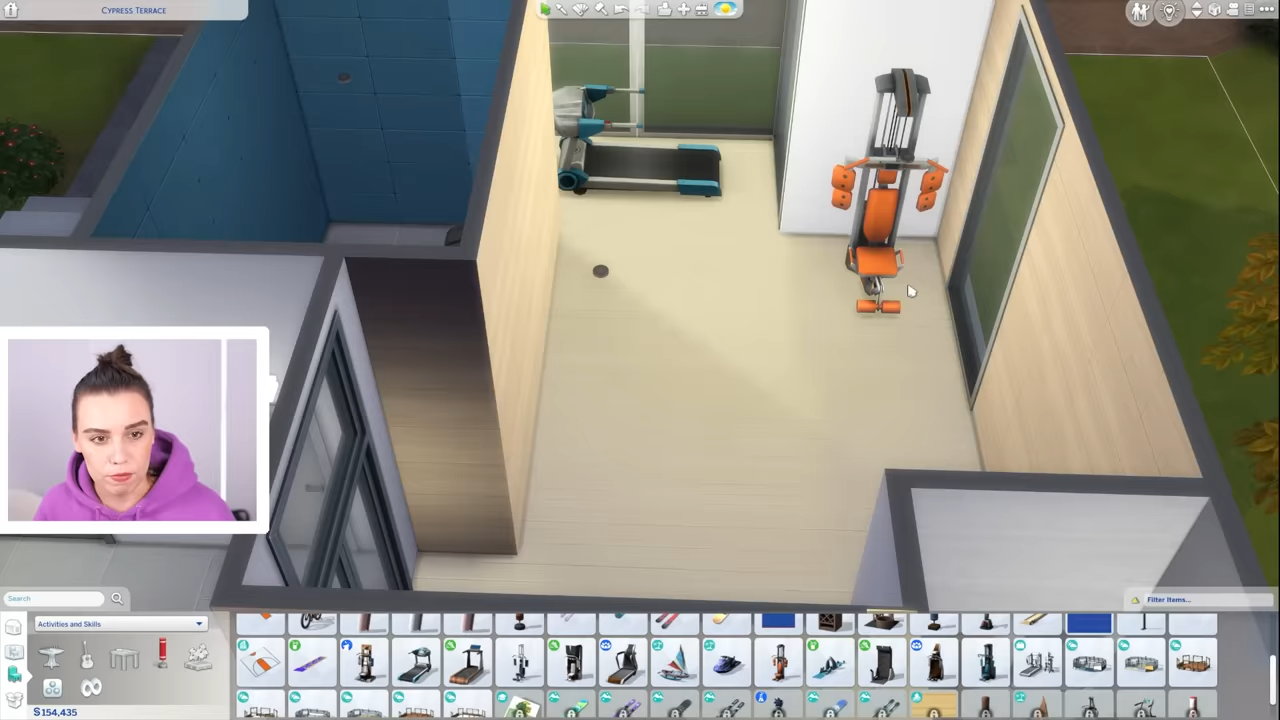 CYPRESS TERRACE
Search
Filter Items...
Activities and Skills
$154,435